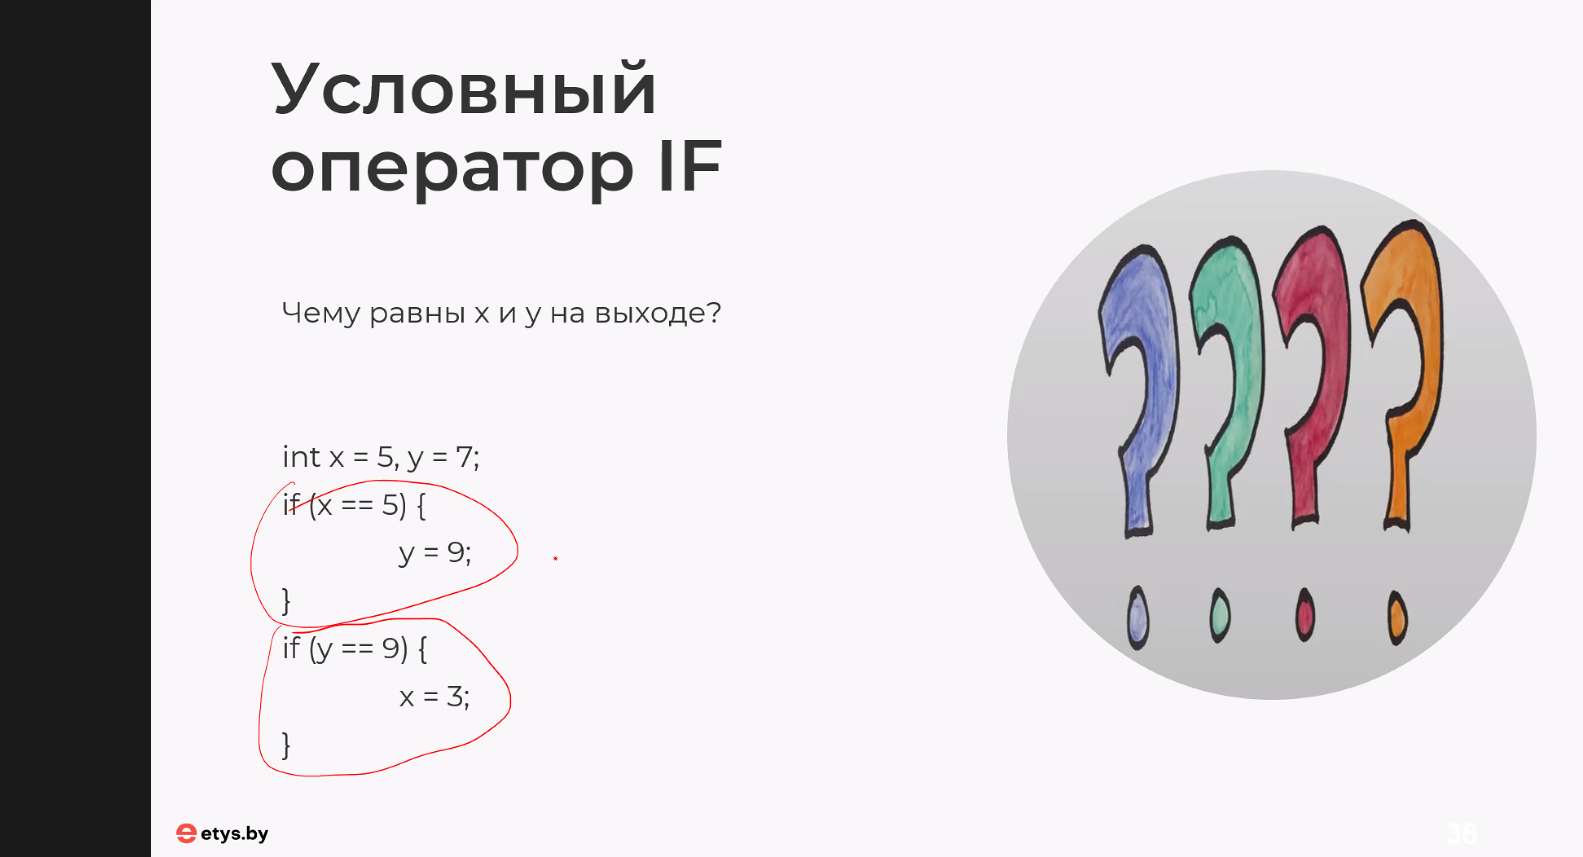 Условный
оператор IF
Чему равны x и y на выходе?
int x = 5, y = 7;
if (x == 5) {
y = 9;
}
if (y == 9) {
x = 3;
}
etys.by
36